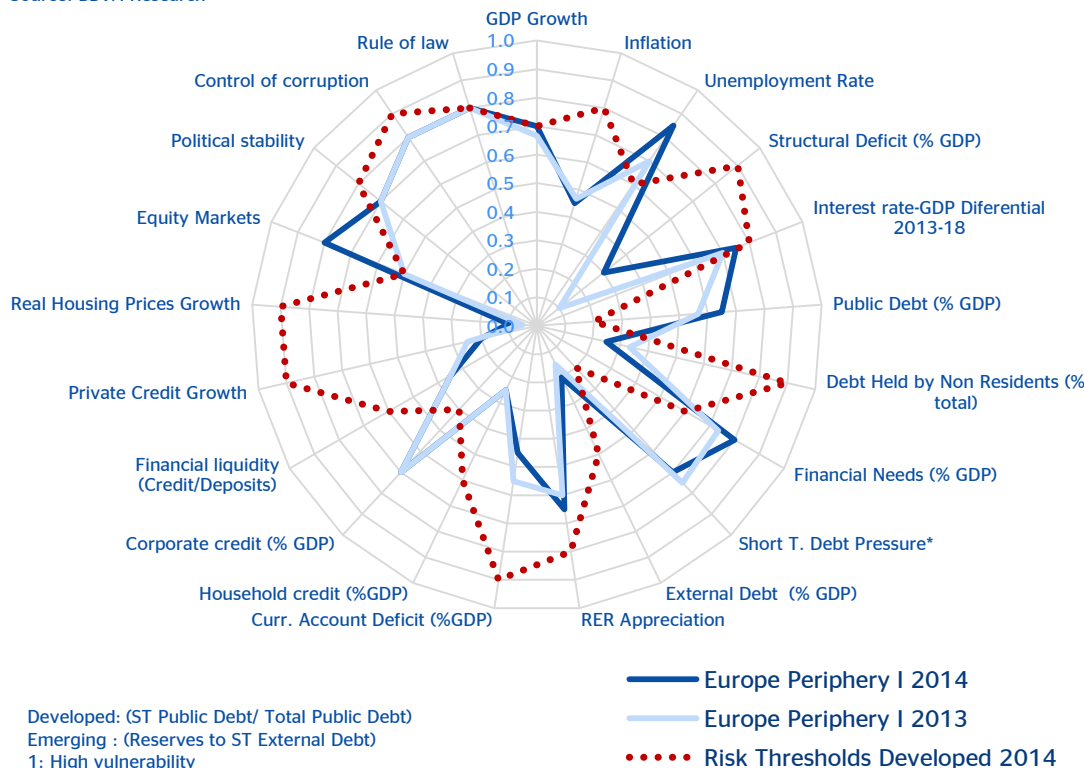 GDP Growth
Inflation
Unemployment Rate
Structural Deficit (% GDP)
Interest rate-GDP Diferential
2013-18
Public Debt (% GDP)
Debt Held by Non Residents (%
total)
Financial Needs (% GDP)
Short T. Debt Pressure*
External Debt (% GDP)
RER Appreciation
Curr. Account Deficit (%GDP)
Household credit (%GDP)
Corporate credit (% GDP)
Financial liquidity
(Credit/Deposits)
Private Credit Growth
Real Housing Prices Growth
Equity Markets
Political stability
Control of corruption
Rule of law
1.0
0.9
0.8
0.7
0.6
0.5
0.4
0.3
0.2
0.1
0.0
Europe Periphery I 2014
Europe Periphery I 2013
Risk Thresholds Developed 2014
Developed: (ST Public Debt/ Total Public Debt)
Emerging : (Reserves to ST External Debt)
1: High vulnerability